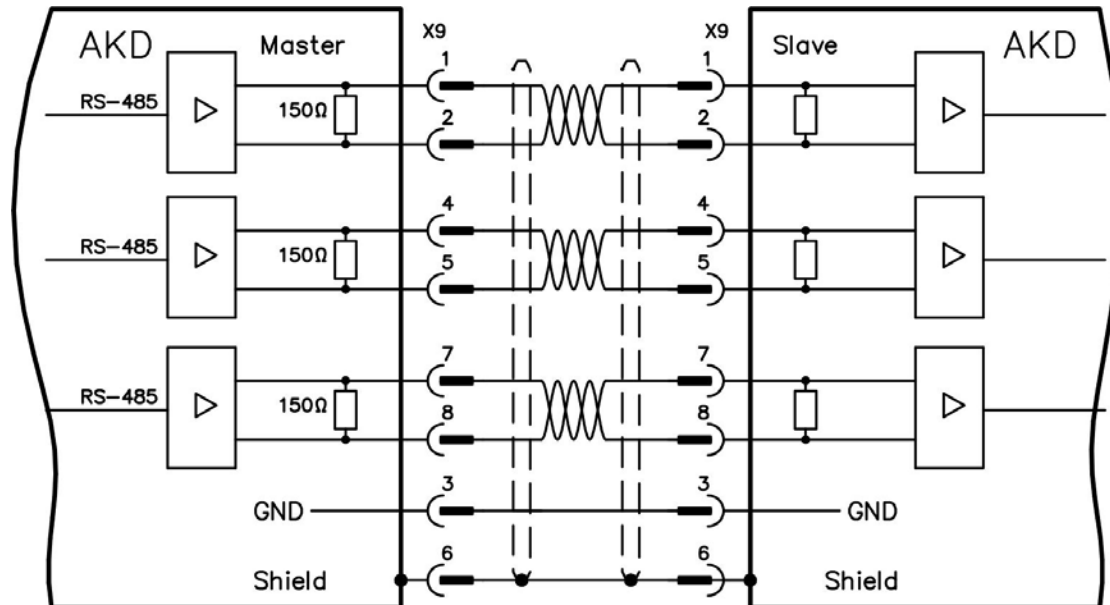 AKD Master X9 X9 Slave AKD
1 1
RS-485 150Ω
2 2
4 4
RS-485 150Ω
5 5
7 7
RS-485 150Ω
8 8
3 3
GND GND
6 6
Shield Shield